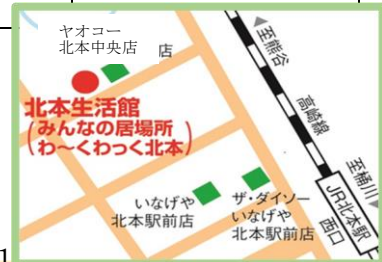 ヤオコー
北本中央店
店
北本生活館
(みんなの居場所
わ～くわっく北本)
いなげや
北本駅前店
ザ・ダイソー
いなげや
北本駅前店
至熊谷
高崎線
至桶川
JR北本駅
西口
1